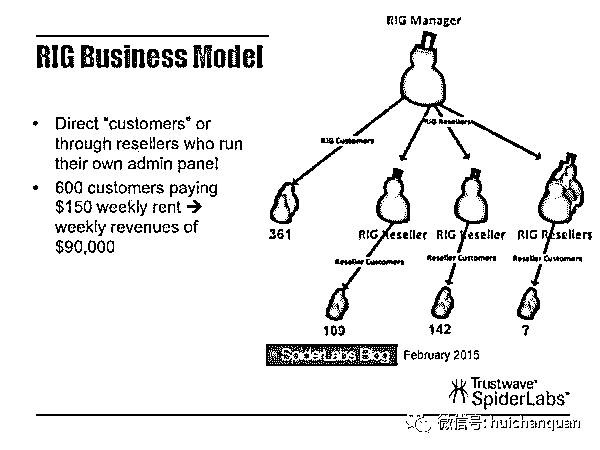 RIG Business Model
• Direct "customers" or
through resellers who run
their own admin panel
• 600 customers paying
$150 weekly rent ➔
weekly revenues of
$90,000
RIG Manager
RIG Customers
RIG Resellers
361
RIG Reseller
RIG Reseller
RIG Resellers
Reseller Customers
Reseller Customers
Reseller Customers
109
142
?
SpiderLabs Blog
February 2015
Trustwave®
SpiderLabs®
微信号: huichanquan